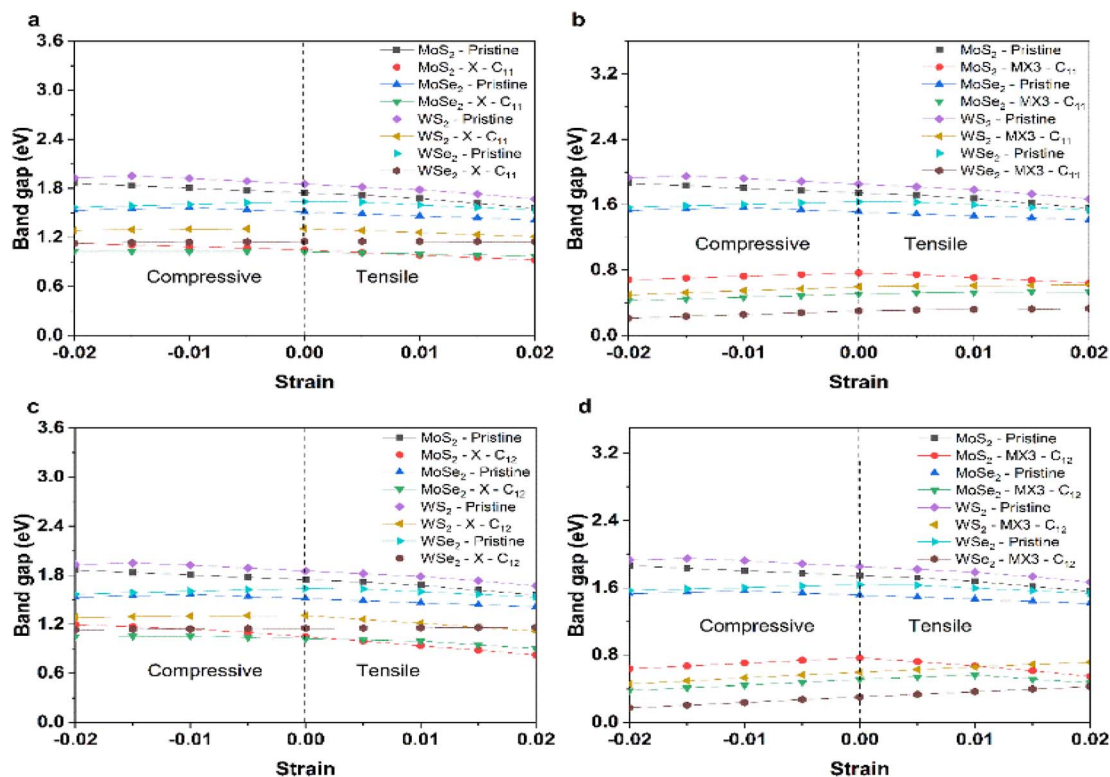 a
3.6
3.0
2.4
1.8
1.2
0.6
0.0
Band gap (eV)
MoS2 - Pristine
MoS2 - X - C11
MoSe2 - Pristine
MoSe2 - X - C11
WS2 - Pristine
WS2 - X - C11
WSe2 - Pristine
WSe2 - X - C11
Compressive
Tensile
-0.02 -0.01 0.00 0.01 0.02
Strain
b
3.2
2.4
1.6
0.8
0.0
Band gap (eV)
MoS2 - Pristine
MoS2 - MX3 - C11
MoSe2 - Pristine
MoSe2 - MX3 - C11
WS2 - Pristine
WS2 - MX3 - C11
WSe2 - Pristine
WSe2 - MX3 - C11
Compressive
Tensile
-0.02 -0.01 0.00 0.01 0.02
Strain
c
3.6
3.0
2.4
1.8
1.2
0.6
0.0
Band gap (eV)
MoS2 - Pristine
MoS2 - X - C12
MoSe2 - Pristine
MoSe2 - X - C12
WS2 - Pristine
WS2 - X - C12
WSe2 - Pristine
WSe2 - X - C12
Compressive
Tensile
-0.02 -0.01 0.00 0.01 0.02
Strain
d
3.2
2.4
1.6
0.8
0.0
Band gap (eV)
MoS2 - Pristine
MoS2 - MX3 - C12
MoSe2 - Pristine
MoSe2 - MX3 - C12
WS2 - Pristine
WS2 - MX3 - C12
WSe2 - Pristine
WSe2 - MX3 - C12
Compressive
Tensile
-0.02 -0.01 0.00 0.01 0.02
Strain